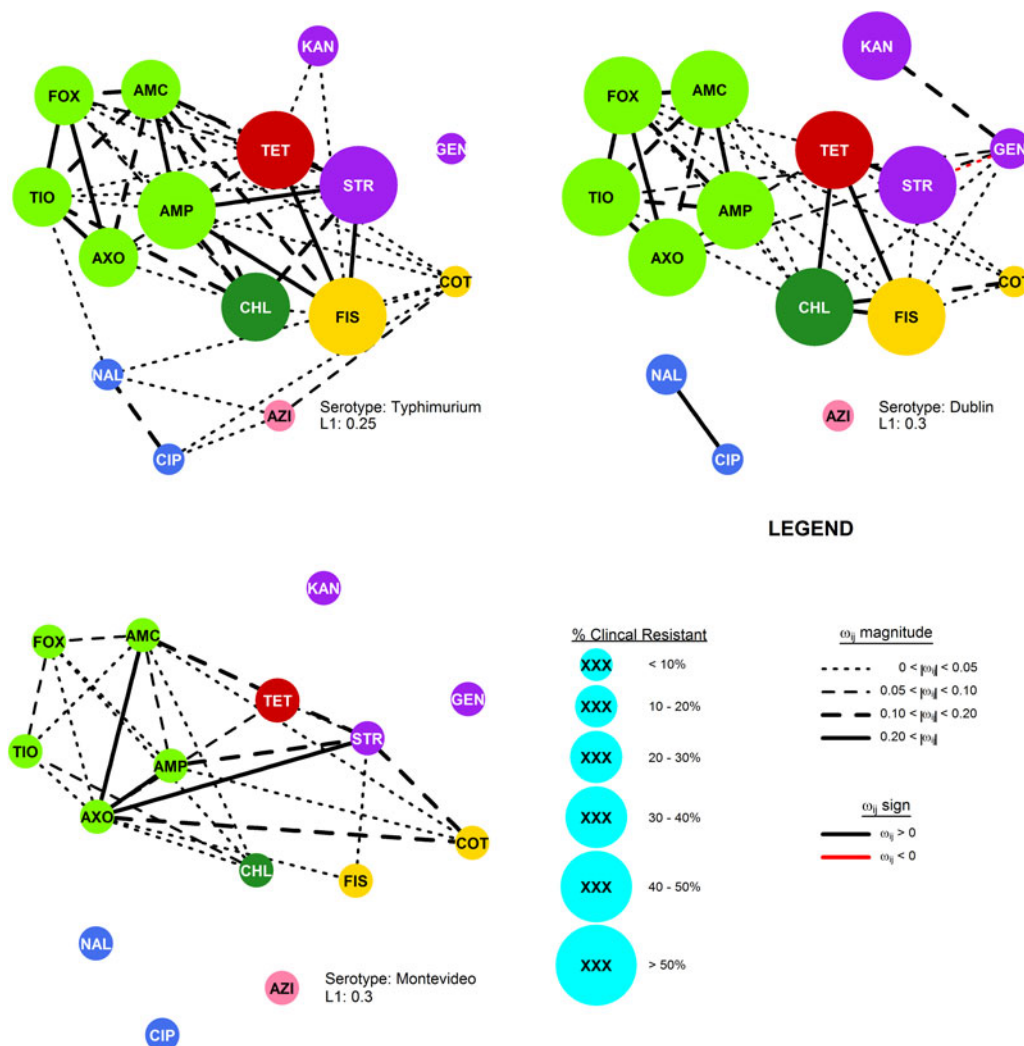 KAN
FOX
AMC
TET
GEN
STR
TIO
AMP
AXO
COT
CHL
FIS
NAL
AZI
CIP
Serotype: Typhimurium
L1: 0.25
KAN
FOX
AMC
TET
GEN
STR
TIO
AMP
AXO
COT
CHL
FIS
NAL
AZI
CIP
Serotype: Dublin
L1: 0.3
KAN
FOX
AMC
TET
GEN
STR
TIO
AMP
AXO
COT
CHL
FIS
NAL
AZI
CIP
Serotype: Montevideo
L1: 0.3
LEGEND
% Clincal Resistant
XXX < 10%
XXX 10 - 20%
XXX 20 - 30%
XXX 30 - 40%
XXX 40 - 50%
XXX > 50%
ωij magnitude
0 < |ωij| < 0.05
0.05 < |ωij| < 0.10
0.10 < |ωij| < 0.20
0.20 < |ωij|
ωij sign
ωij > 0
ωij < 0